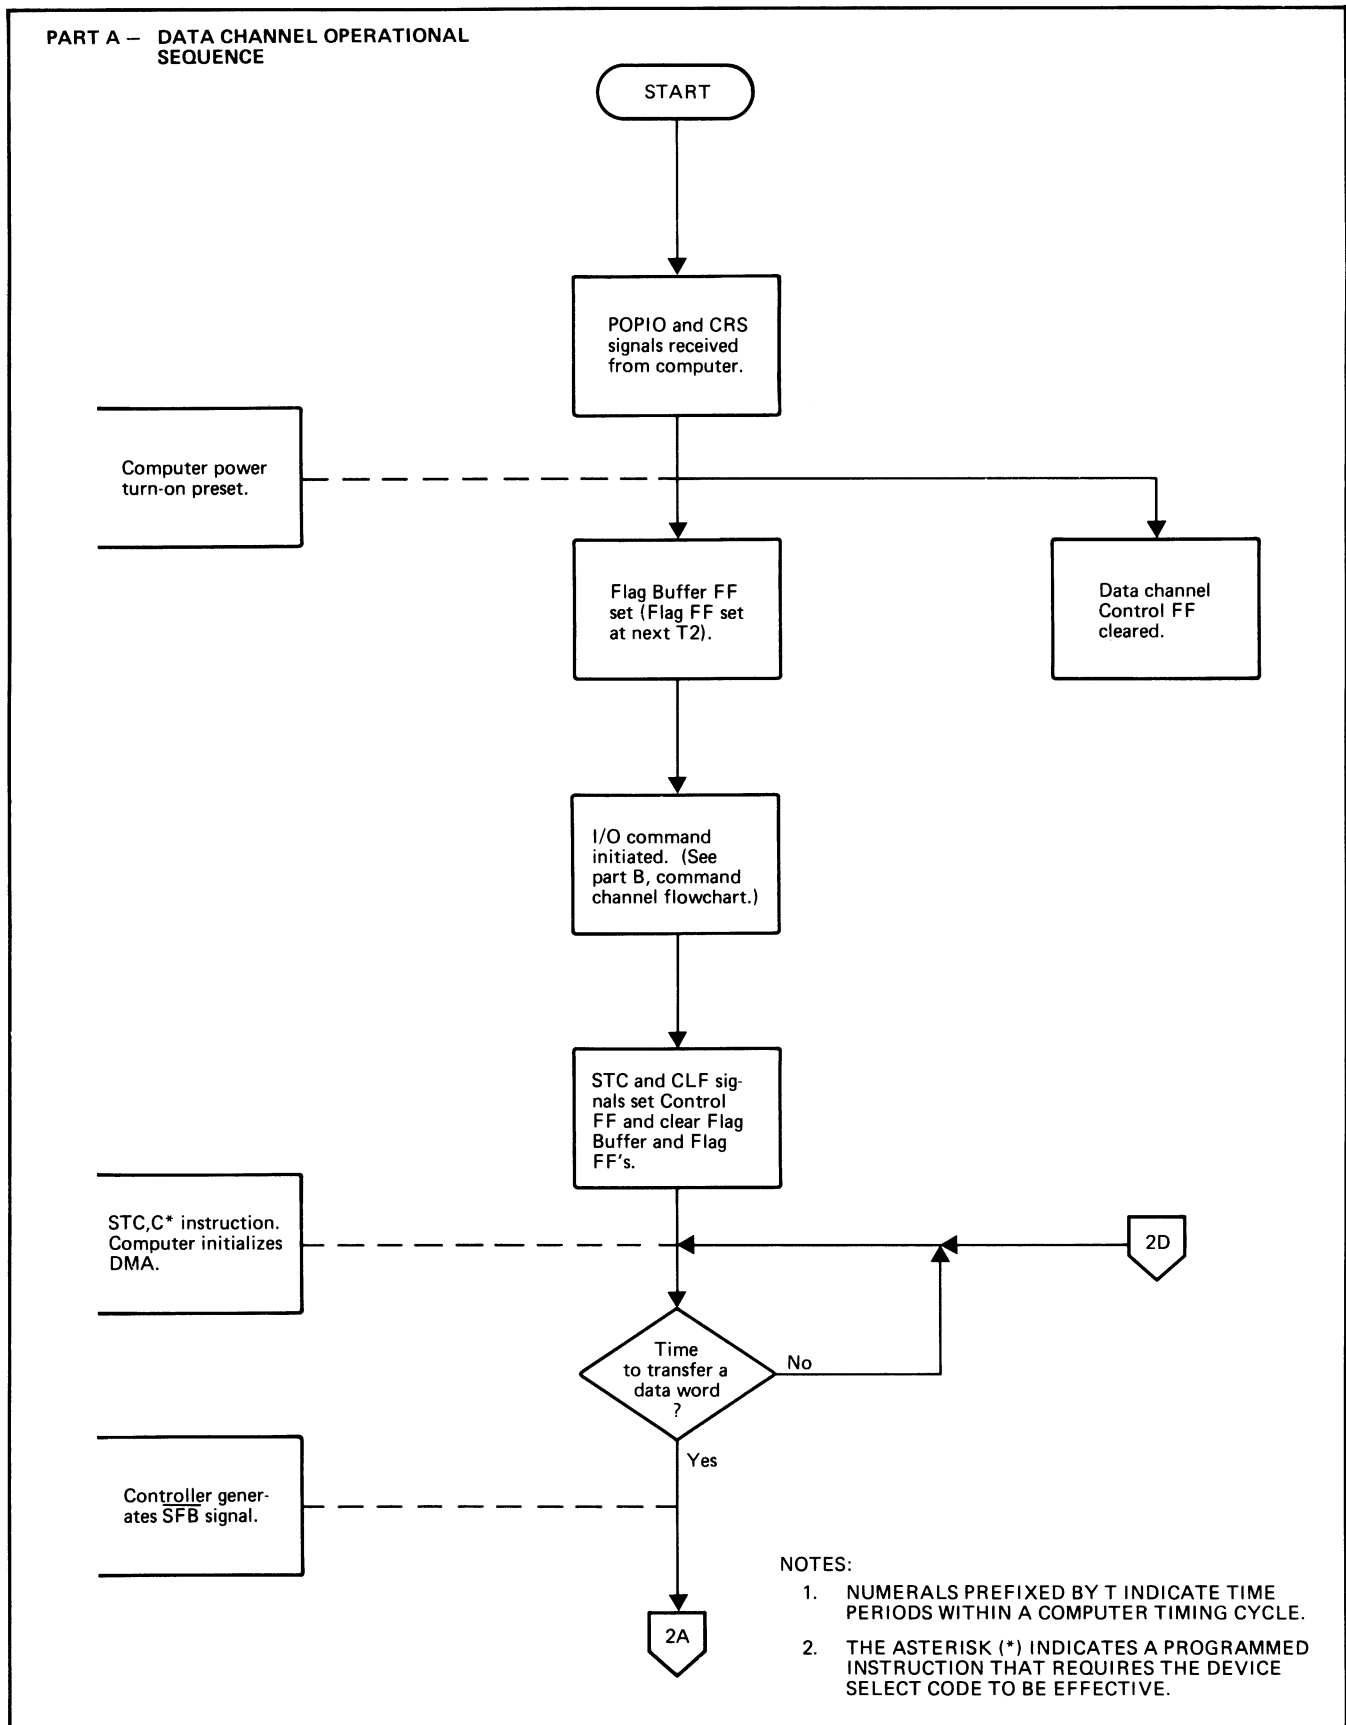 PART A — DATA CHANNEL OPERATIONAL
SEQUENCE
START
POPIO and CRS
signals received
from computer.
Computer power
turn-on preset.
Flag Buffer FF
set (Flag FF set
at next T2).
Data channel
Control FF
cleared.
I/O command
initiated. (See
part B, command
channel flowchart.)
STC and CLF sig-
nals set Control
FF and clear Flag
Buffer and Flag
FF's.
STC,C* instruction.
Computer initializes
DMA.
2D
Time
to transfer a
data word
?
No
Yes
Controller gener-
ates SFB signal.
2A
NOTES:
1. NUMERALS PREFIXED BY T INDICATE TIME
PERIODS WITHIN A COMPUTER TIMING CYCLE.
2. THE ASTERISK (*) INDICATES A PROGRAMMED
INSTRUCTION THAT REQUIRES THE DEVICE
SELECT CODE TO BE EFFECTIVE.